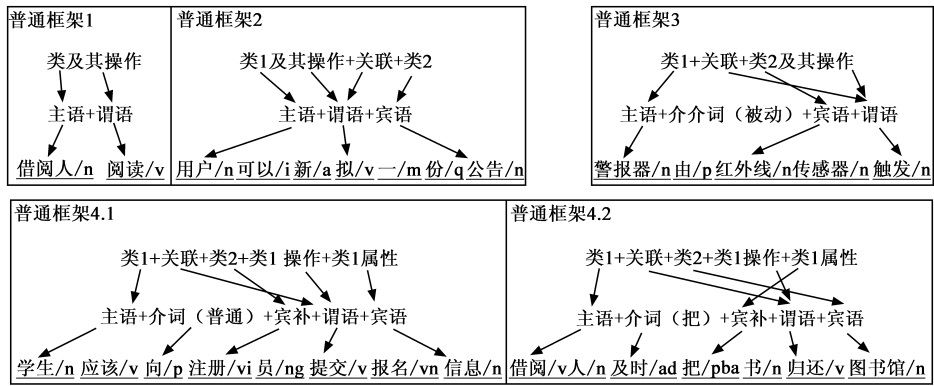 普通框架1
类及其操作
主语+谓语
借阅人/n 阅读/v
普通框架2
类1及其操作+关联+类2
主语+谓语+宾语
用户/n 可以/i 新/a 拟/v 一/m 份/q 公告/n
普通框架3
类1+关联+类2及其操作
主语+介介词（被动）+宾语+谓语
警报器/n 由/p 红外线/n传感器/n 触发/n
普通框架4.1
类1+关联+类2+类1 操作+类1属性
主语+介词（普通）+宾补+谓语+宾语
学生/n 应该/v 向/p 注册/vi 员/ng 提交/v 报名/vn 信息/n
普通框架4.2
类1+关联+类2+类1操作+类1属性
主语+介词（把）+宾补+谓语+宾语
借阅/v人/n 及时/ad 把/pba 书/n 归还/v 图书馆/n